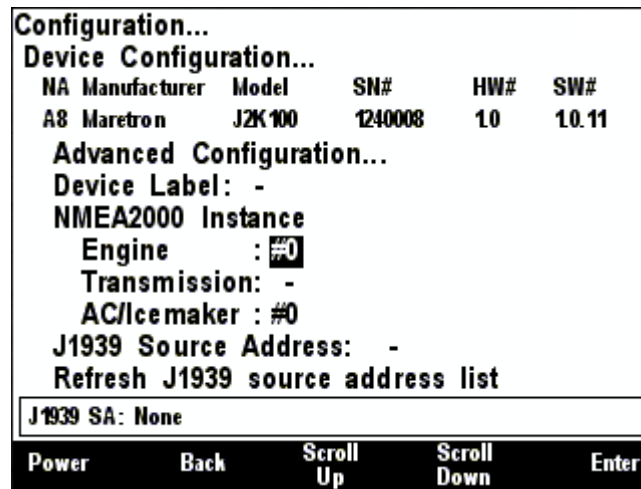 Configuration...
Device Configuration...
NA Manufacturer Model SN# HW# SW#
A8 Maretron J2K100 1240008 1.0 1.0.11
Advanced Configuration...
Device Label: -
NMEA2000 Instance
Engine : #0
Transmission: -
AC/Icemaker : #0
J1939 Source Address: -
Refresh J1939 source address list
J1939 SA: None
Power Back Scroll Up Scroll Down Enter